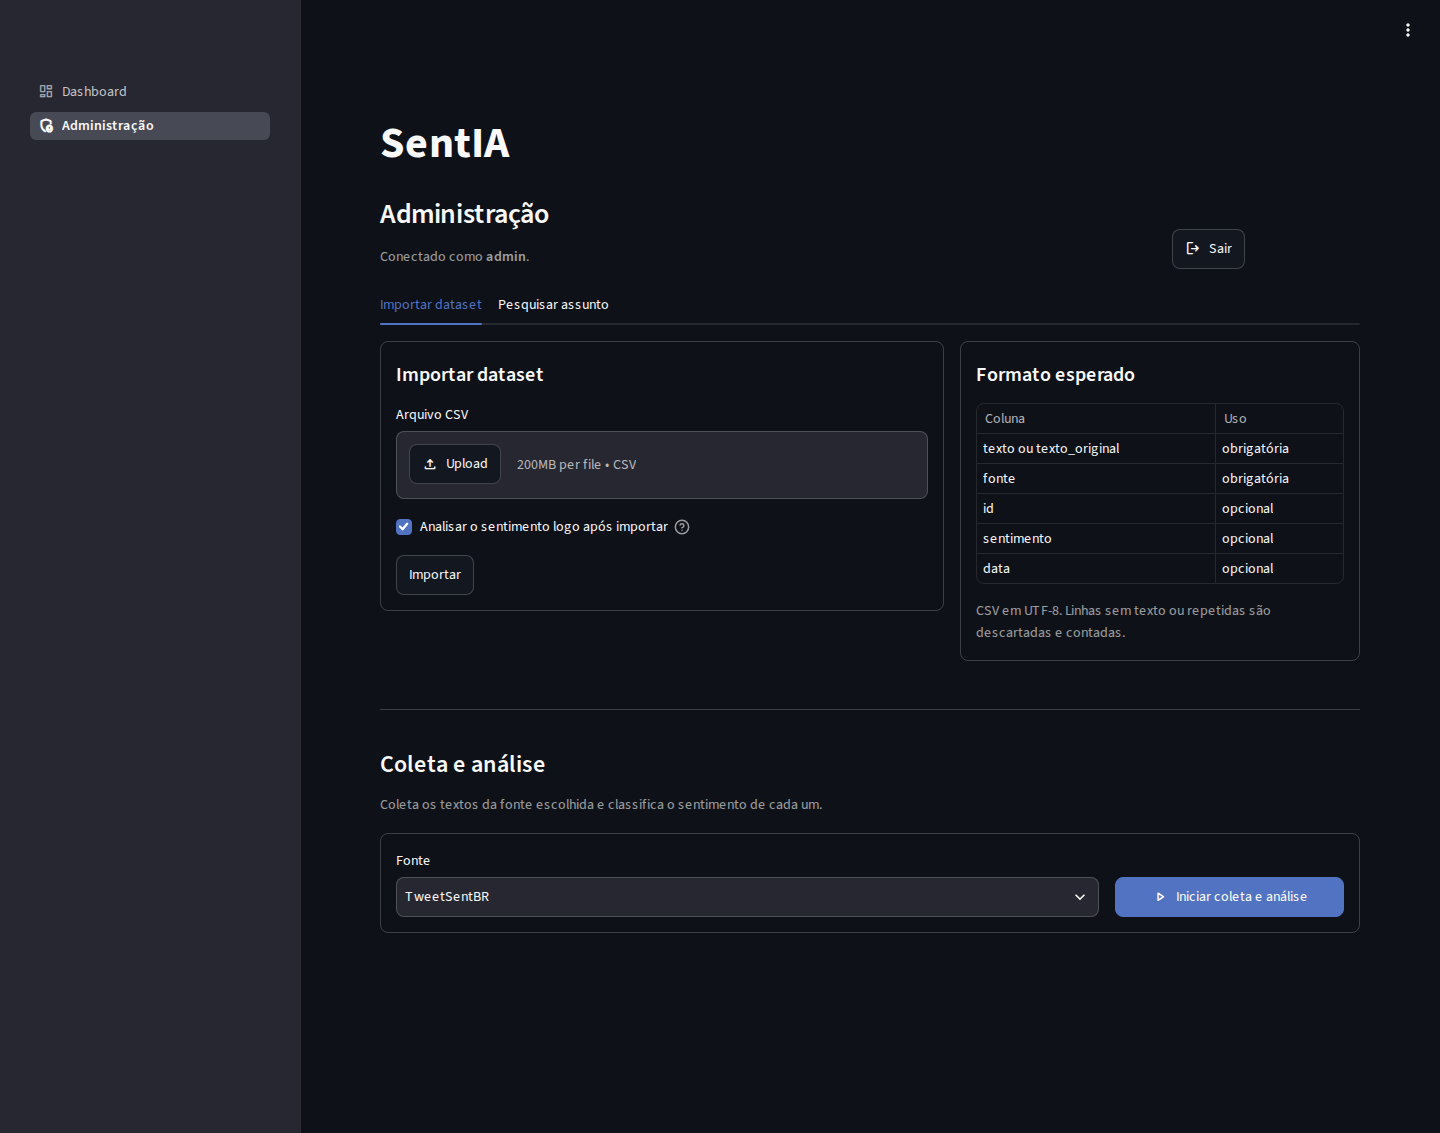 Dashboard
Administração
SentIA
Administração
Conectado como admin.
Sair
Importar dataset
Pesquisar assunto
Importar dataset
Arquivo CSV
Upload
200MB per file • CSV
Analisar o sentimento logo após importar
Importar
Formato esperado
Coluna Uso
texto ou texto_original obrigatória
fonte obrigatória
id opcional
sentimento opcional
data opcional
CSV em UTF-8. Linhas sem texto ou repetidas são
descartadas e contadas.
Coleta e análise
Coleta os textos da fonte escolhida e classifica o sentimento de cada um.
Fonte
TweetSentBR
Iniciar coleta e análise